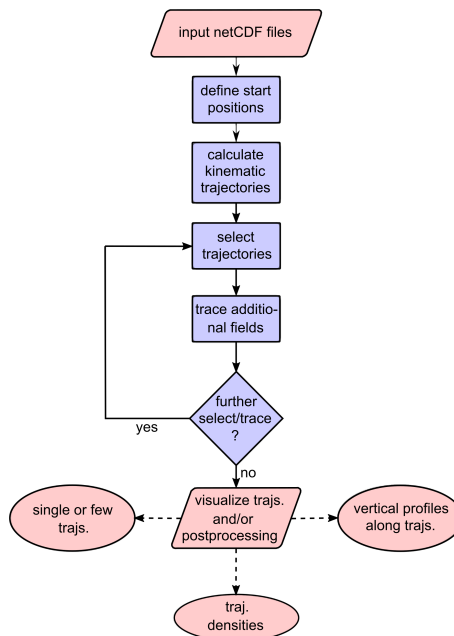 input netCDF files
define start
positions
calculate
kinematic
trajectories
select
trajectories
trace additio-
nal fields
further
select/trace
?
yes
no
visualize trajs.
and/or
postprocessing
single or few
trajs.
vertical profiles
along trajs.
traj.
densities